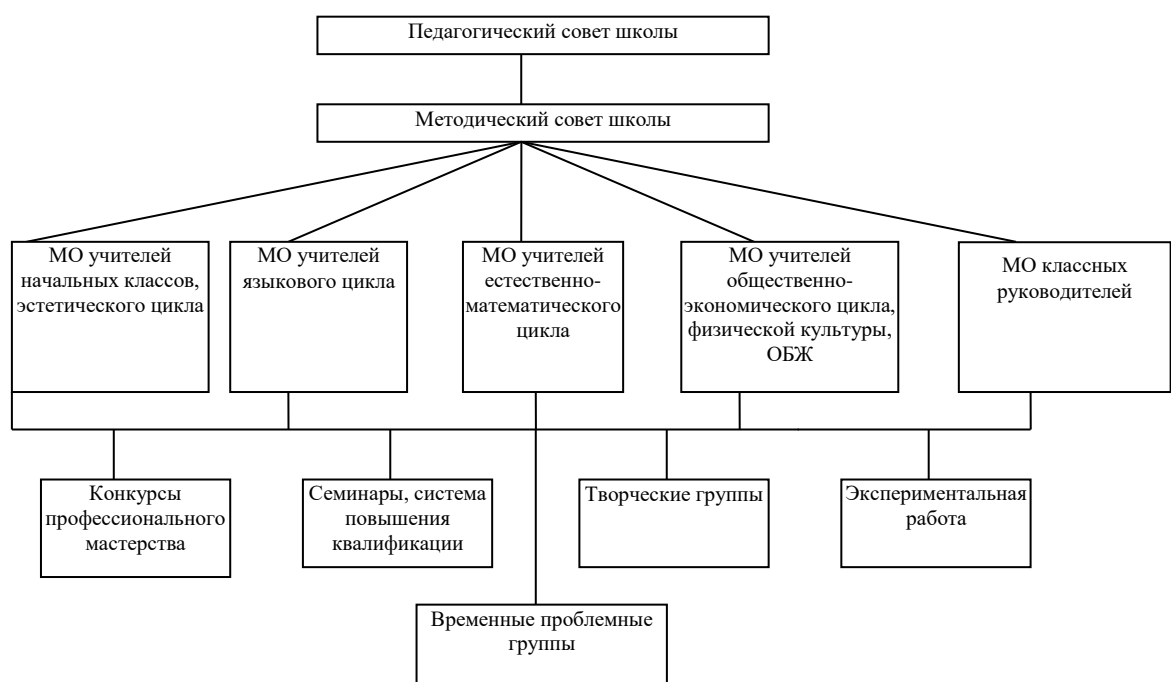 Педагогический совет школы
Методический совет школы
МО учителей
начальных классов,
эстетического цикла
МО учителей
языкового цикла
МО учителей
естественно-
математического
цикла
МО учителей
общественно-
экономического цикла,
физической культуры,
ОБЖ
МО классных
руководителей
Конкурсы
профессионального
мастерства
Семинары, система
повышения
квалификации
Творческие группы
Экспериментальная
работа
Временные проблемные
группы